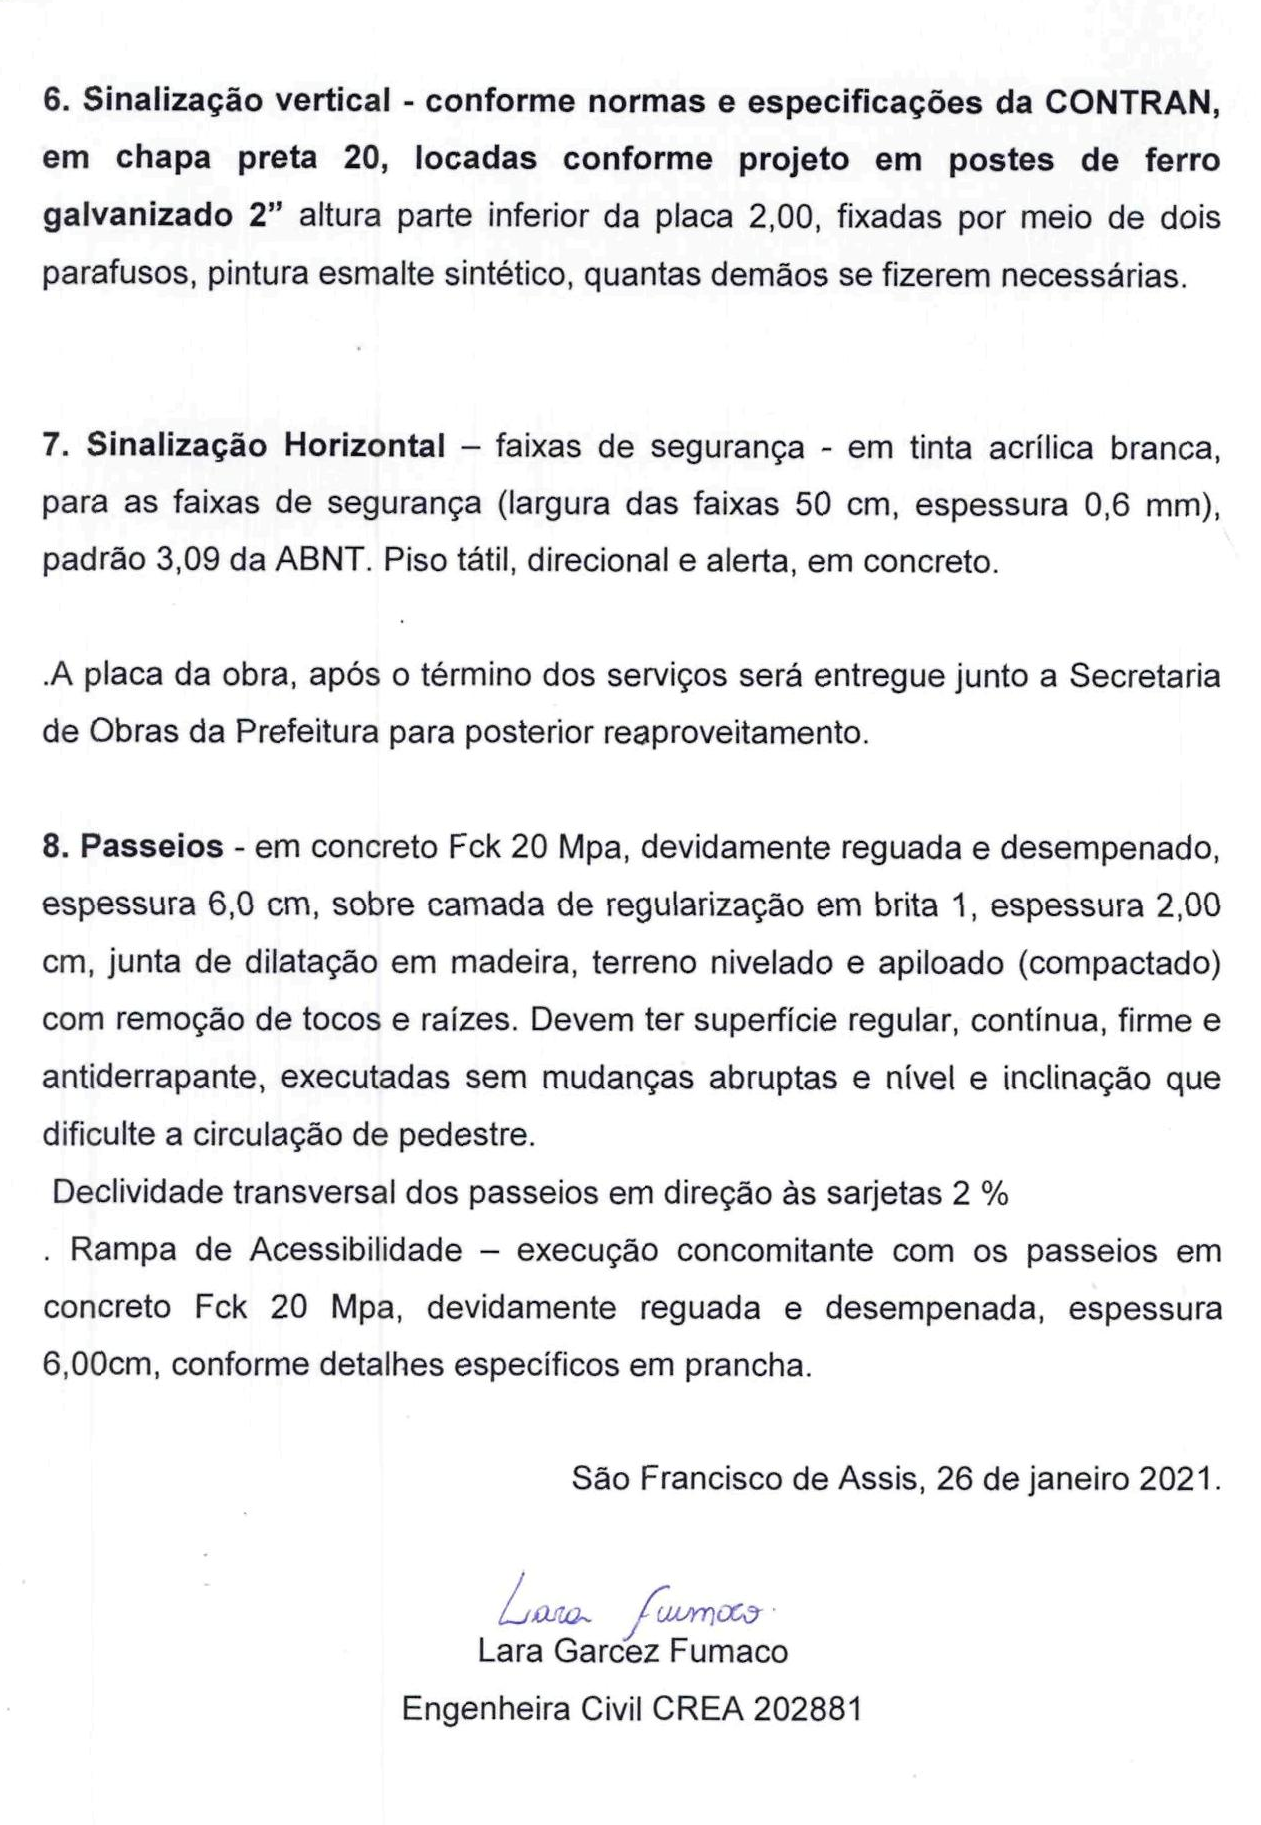 6. Sinalização vertical - conforme normas e especificações da CONTRAN,
em chapa preta 20, locadas conforme projeto em postes de ferro
galvanizado 2” altura parte inferior da placa 2,00, fixadas por meio de dois
parafusos, pintura esmalte sintético, quantas demãos se fizerem necessárias.
7. Sinalização Horizontal – faixas de segurança - em tinta acrílica branca,
para as faixas de segurança (largura das faixas 50 cm, espessura 0,6 mm),
padrão 3,09 da ABNT. Piso tátil, direcional e alerta, em concreto.
.A placa da obra, após o término dos serviços será entregue junto a Secretaria
de Obras da Prefeitura para posterior reaproveitamento.
8. Passeios - em concreto Fck 20 Mpa, devidamente reguada e desempenado,
espessura 6,0 cm, sobre camada de regularização em brita 1, espessura 2,00
cm, junta de dilatação em madeira, terreno nivelado e apiloado (compactado)
com remoção de tocos e raízes. Devem ter superfície regular, contínua, firme e
antiderrapante, executadas sem mudanças abruptas e nível e inclinação que
dificulte a circulação de pedestre.
Declividade transversal dos passeios em direção às sarjetas 2 %
. Rampa de Acessibilidade – execução concomitante com os passeios em
concreto Fck 20 Mpa, devidamente reguada e desempenada, espessura
6,00cm, conforme detalhes específicos em prancha.
São Francisco de Assis, 26 de janeiro 2021.
Lara Fumaco
Lara Garcez Fumaco
Engenheira Civil CREA 202881